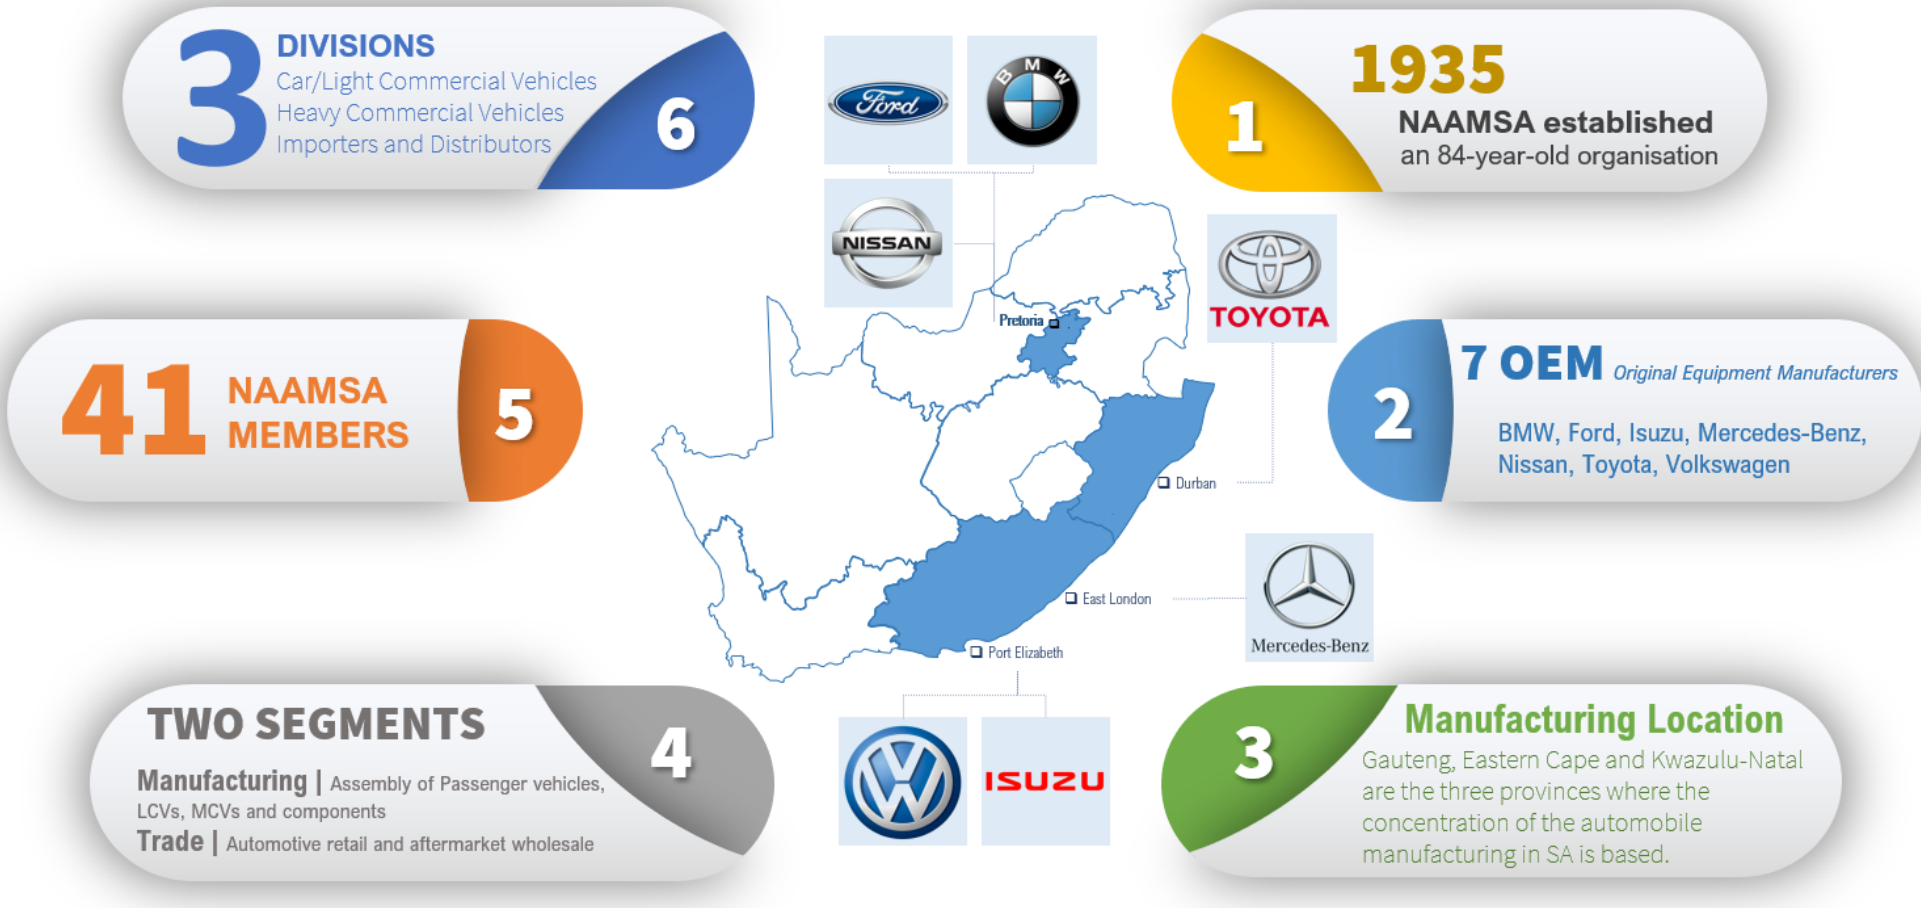 3
DIVISIONS
Car/Light Commercial Vehicles
Heavy Commercial Vehicles
Importers and Distributors
6
Ford
BMW
NISSAN
1
1935
NAAMSA established
an 84-year-old organisation
TOYOTA
Pretoria
41
NAAMSA
MEMBERS
5
2
7 OEM Original Equipment Manufacturers
BMW, Ford, Isuzu, Mercedes-Benz,
Nissan, Toyota, Volkswagen
Durban
East London
Mercedes-Benz
Port Elizabeth
TWO SEGMENTS
Manufacturing | Assembly of Passenger vehicles,
LCVs, MCVs and components
Trade | Automotive retail and aftermarket wholesale
4
VW
ISUZU
3
Manufacturing Location
Gauteng, Eastern Cape and Kwazulu-Natal
are the three provinces where the
concentration of the automobile
manufacturing in SA is based.